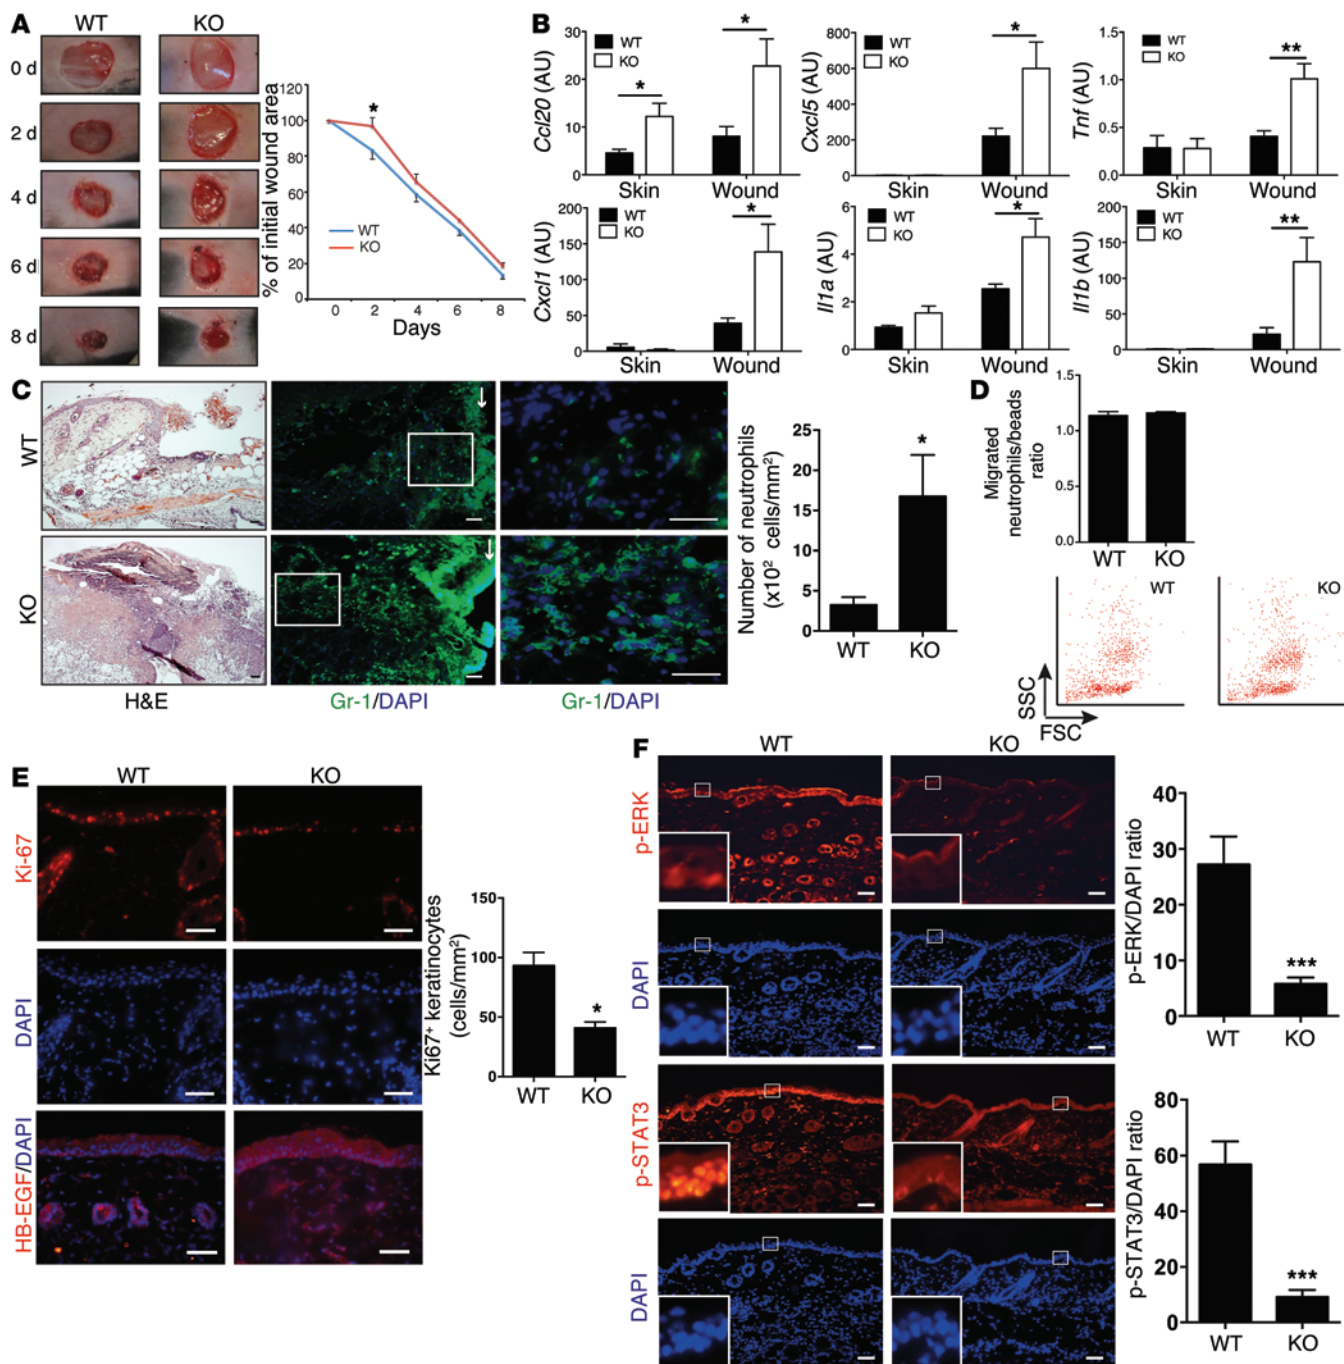 A
WT KO
0 d
2 d
4 d
6 d
8 d
% of initial wound area
120
100
80
60
40
20
0
WT
KO
0 2 4 6 8
Days
*
B
Ccl20 (AU)
30
20
10
0
WT
KO
*
*
Skin Wound
Cxcl5 (AU)
800
600
400
200
0
WT
KO
*
Skin Wound
Tnf (AU)
1.5
1.0
0.5
0.0
WT
KO
**
Skin Wound
Cxcl1 (AU)
200
150
100
50
0
WT
KO
*
Skin Wound
Il1a (AU)
6
4
2
0
WT
KO
*
Skin Wound
Il1b (AU)
200
150
100
50
0
WT
KO
**
Skin Wound
C
WT
KO
H&E
Gr-1/DAPI
Gr-1/DAPI
Number of neutrophils
(x10² cells/mm²)
25
20
15
10
5
0
*
WT KO
D
Migrated
neutrophils/beads
ratio
1.5
1.0
0.5
0.0
WT KO
WT
KO
SSC
FSC
E
WT KO
Ki-67
DAPI
HB-EGF/DAPI
Ki67⁺ keratinocytes
(cells/mm²)
150
100
50
0
*
WT KO
F
WT KO
p-ERK
DAPI
p-STAT3
DAPI
p-ERK/DAPI ratio
40
30
20
10
0
***
WT KO
p-STAT3/DAPI ratio
80
60
40
20
0
***
WT KO